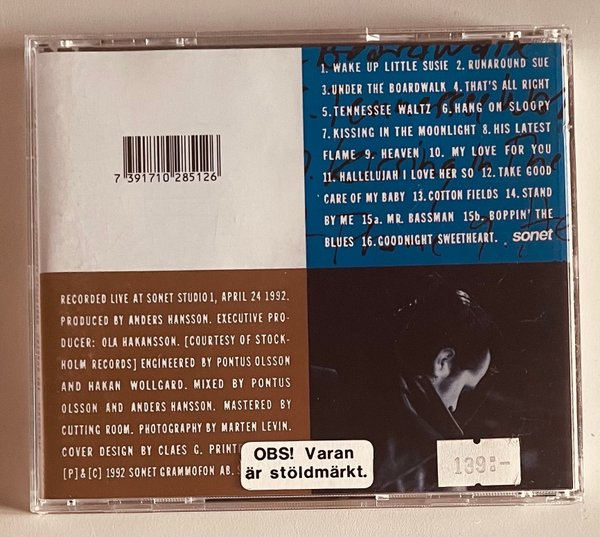 1. WAKE UP LITTLE SUSIE 2. RUNAROUND SUE
3. UNDER THE BOARDWALK 4. THAT'S ALL RIGHT
5. TENNESSEE WALTZ 6. HANG ON SLOOPY
7. KISSING IN THE MOONLIGHT 8. HIS LATEST
FLAME 9. HEAVEN 10. MY LOVE FOR YOU
11. HALLELUJAH I LOVE HER SO 12. TAKE GOOD
CARE OF MY BABY 13. COTTON FIELDS 14. STAND
BY ME 15a. MR. BASSMAN 15b. BOPPIN' THE
BLUES 16. GOODNIGHT SWEETHEART. sonet
7 391710 285126
RECORDED LIVE AT SONET STUDIO 1, APRIL 24 1992.
PRODUCED BY ANDERS HANSSON. EXECUTIVE PRO-
DUCER: OLA HAKANSSON. [COURTESY OF STOCK-
HOLM RECORDS] ENGINEERED BY PONTUS OLSSON
AND HAKAN WOLLGARD. MIXED BY PONTUS
OLSSON AND ANDERS HANSSON. MASTERED BY
CUTTING ROOM. PHOTOGRAPHY BY MARTEN LEVIN.
COVER DESIGN BY CLAES G.
[P] & [C] 1992 SONET GRAMMOFON AB.
OBS! Varan
är stöldmärkt.
139:-